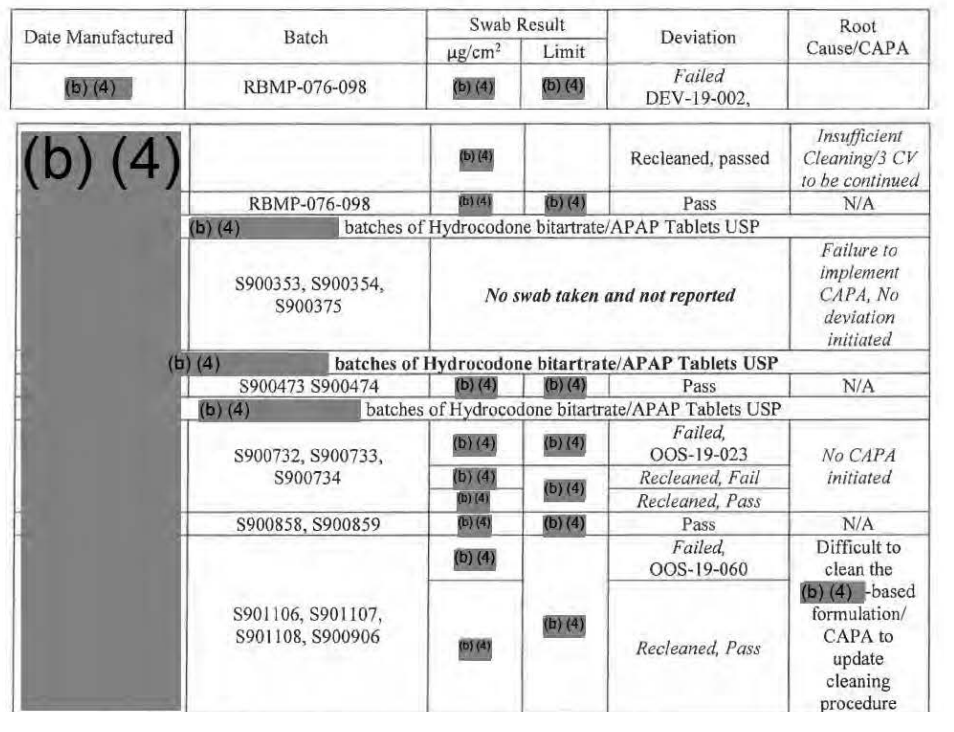 Date Manufactured
Batch
Swab Result
Deviation
Root
Cause/CAPA
µg/cm²
Limit
(b) (4)
RBMP-076-098
(b) (4)
(b) (4)
Failed
DEV-19-002,
(b) (4)
(b) (4)
Recleaned, passed
Insufficient
Cleaning/3 CV
to be continued
RBMP-076-098
(b) (4)
(b) (4)
Pass
N/A
(b) (4) batches of Hydrocodone bitartrate/APAP Tablets USP
S900353, S900354,
S900375
No swab taken and not reported
Failure to
implement
CAPA, No
deviation
initiated
(b) (4) batches of Hydrocodone bitartrate/APAP Tablets USP
S900473 S900474
(b) (4)
(b) (4)
Pass
N/A
(b) (4) batches of Hydrocodone bitartrate/APAP Tablets USP
S900732, S900733,
S900734
(b) (4)
(b) (4)
Failed,
OOS-19-023
No CAPA
initiated
(b) (4)
(b) (4)
Recleaned, Fail
(b) (4)
Recleaned, Pass
S900858, S900859
(b) (4)
(b) (4)
Pass
N/A
S901106, S901107,
S901108, S900906
(b) (4)
(b) (4)
Failed,
OOS-19-060
(b) (4)
Recleaned, Pass
Difficult to
clean the
(b) (4) -based
formulation/
CAPA to
update
cleaning
procedure